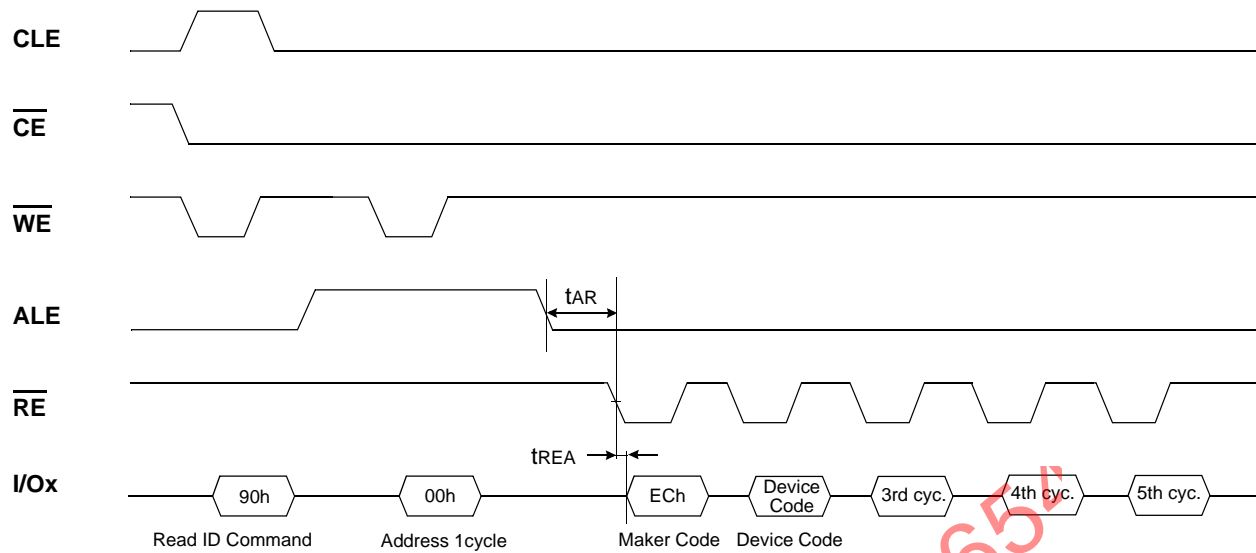 CLE
CE
WE
ALE
tAR
RE
tREA
I/Ox
90h
00h
ECh
Device
Code
3rd cyc.
4th cyc.
5th cyc.
Read ID Command
Address 1cycle
Maker Code
Device Code
654